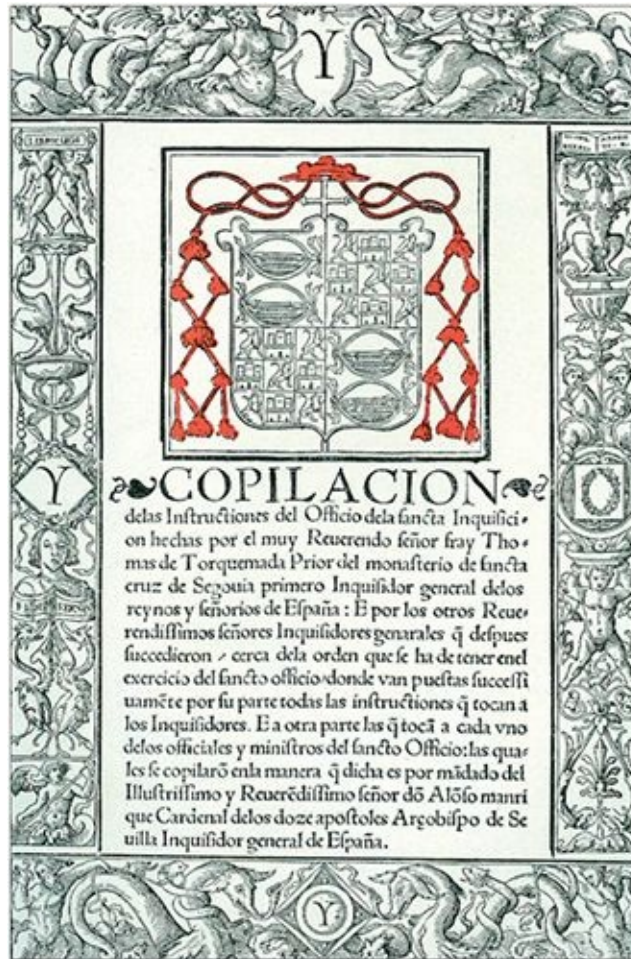 Y
COPILACION
delas Instructiones del Officio dela sancta Inquisici-
on hechas por el muy Reuerendo señor fray Tho-
mas de Torquemada Prior del monasterio de sancta
cruz de Segouia primero Inquisidor general delos
reynos y señorios de España: E por los otros Reue-
rendissimos señores Inquisidores genarales q̃ despues
succedieron / cerca dela orden que se ha de tener enel
exercicio del sancto officio/donde van puestas successi
uamẽte por su parte todas las instructiones q̃ tocan a
los Inquisidores. E a otra parte las q̃ tocã a cada vno
delos officiales y ministros del sancto Officio: las qua-
les se copilarõ enla manera q̃ dicha es por mãdado del
Illustrissimo y Reuerẽdissimo señor dõ Alõso manri
que Cardenal delos doze apostoles Arçobispo de Se
uilla Inquisidor general de España.
Y
Y